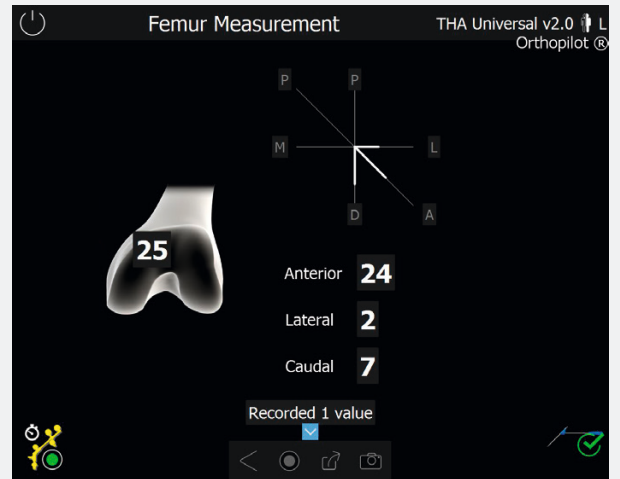 Femur Measurement
THA Universal v2.0 L
Orthopilot ®
P P
M L
D A
25
Anterior 24
Lateral 2
Caudal 7
Recorded 1 value